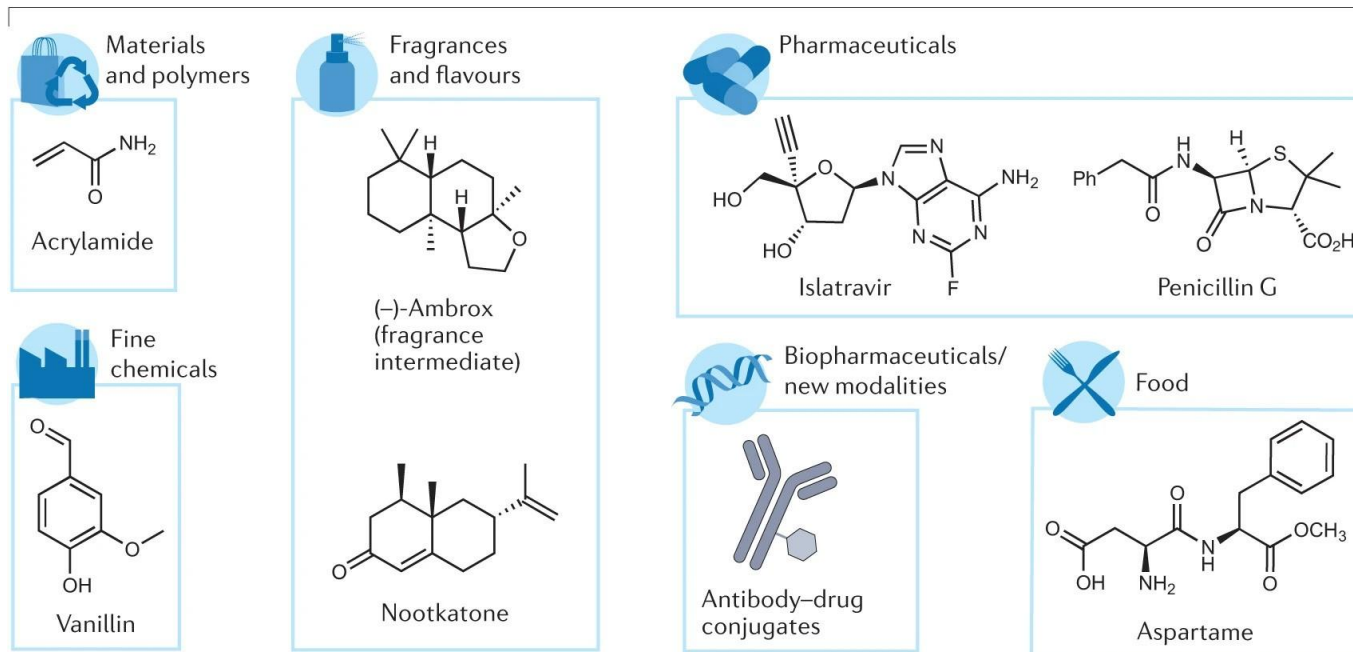 Materials
and polymers
NH2
O
Acrylamide
Fine
chemicals
O
O
OH
Vanillin
Fragrances
and flavours
H
H
O
(–)-Ambrox
(fragrance
intermediate)
O
Nootkatone
Pharmaceuticals
HO
HO
O
N
N
NH2
N
N
F
Islatravir
Ph
O
H
N
H
S
N
O
CO2H
Penicillin G
Biopharmaceuticals/
new modalities
Antibody–drug
conjugates
Food
O
OH
O
NH2
N
H
OCH3
O
Aspartame